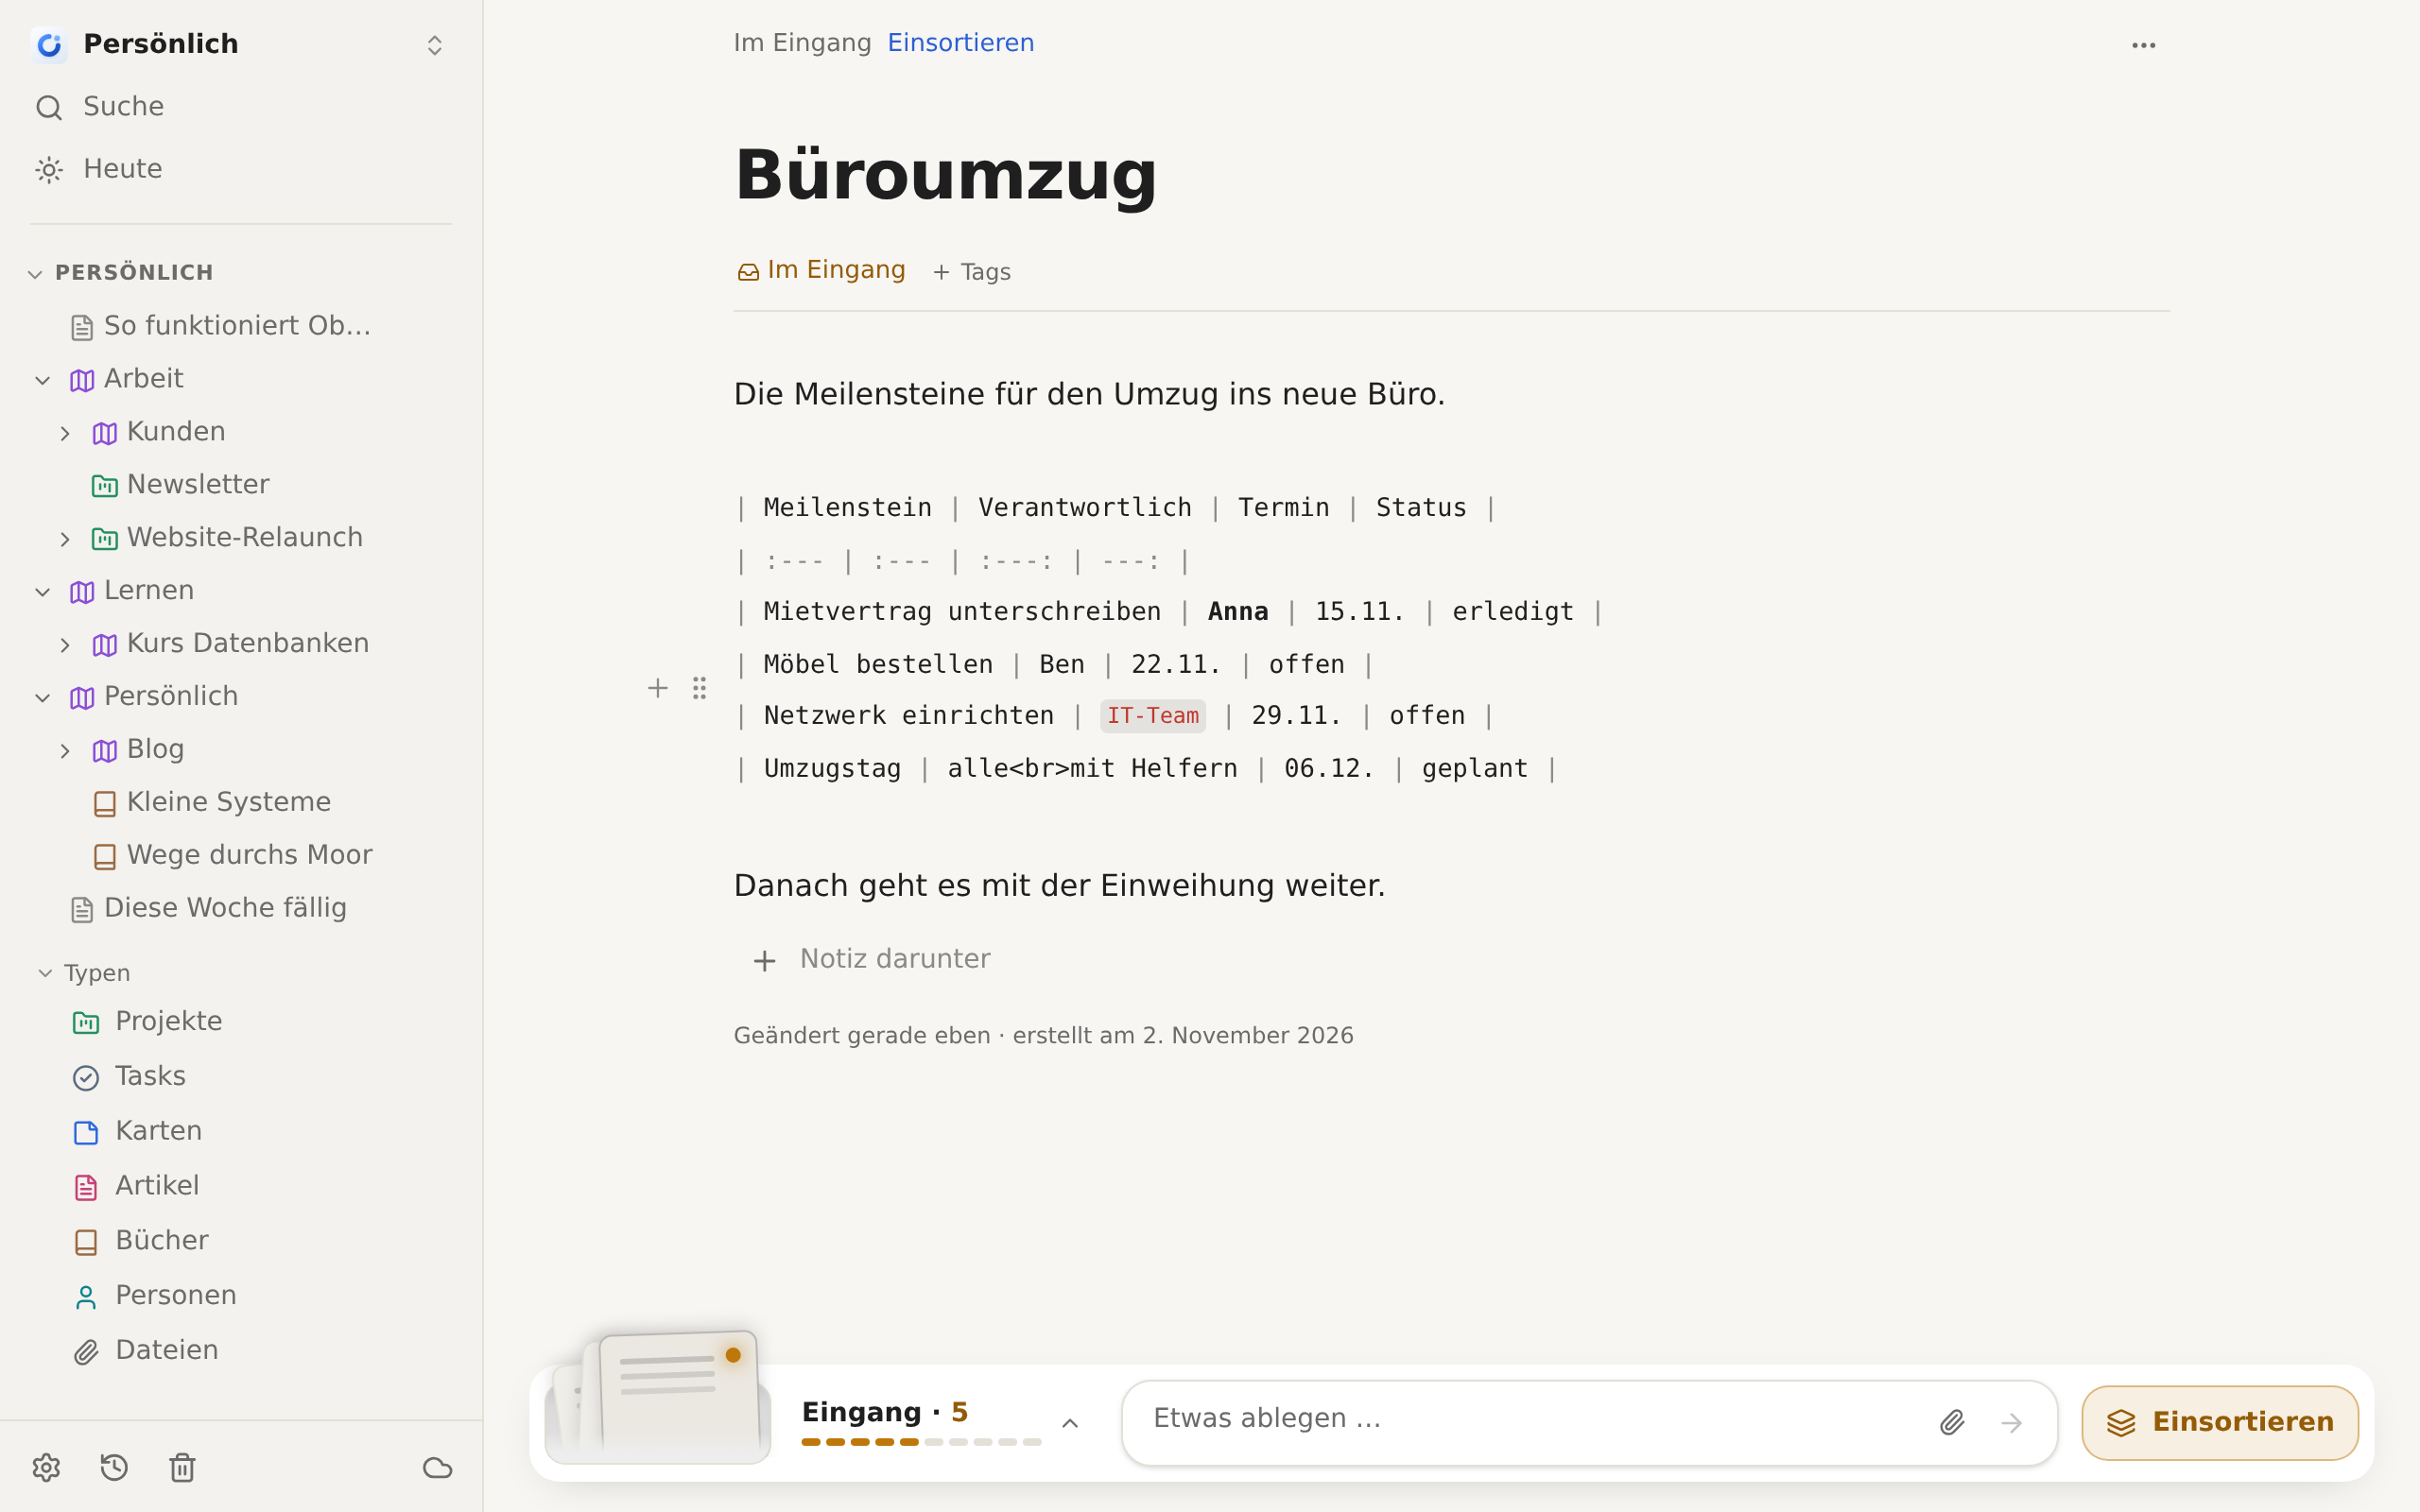 Persönlich
Suche
Heute
PERSÖNLICH
So funktioniert Ob...
Arbeit
Kunden
Newsletter
Website-Relaunch
Lernen
Kurs Datenbanken
Persönlich
Blog
Kleine Systeme
Wege durchs Moor
Diese Woche fällig
Typen
Projekte
Tasks
Karten
Artikel
Bücher
Personen
Dateien
Im Eingang Einsortieren
Büroumzug
Im Eingang + Tags
Die Meilensteine für den Umzug ins neue Büro.
| Meilenstein | Verantwortlich | Termin | Status |
| :--- | :--- | :---: | ---: |
| Mietvertrag unterschreiben | Anna | 15.11. | erledigt |
| Möbel bestellen | Ben | 22.11. | offen |
| Netzwerk einrichten | IT-Team | 29.11. | offen |
| Umzugstag | alle<br>mit Helfern | 06.12. | geplant |
Danach geht es mit der Einweihung weiter.
+ Notiz darunter
Geändert gerade eben · erstellt am 2. November 2026
Eingang · 5
Etwas ablegen ...
Einsortieren